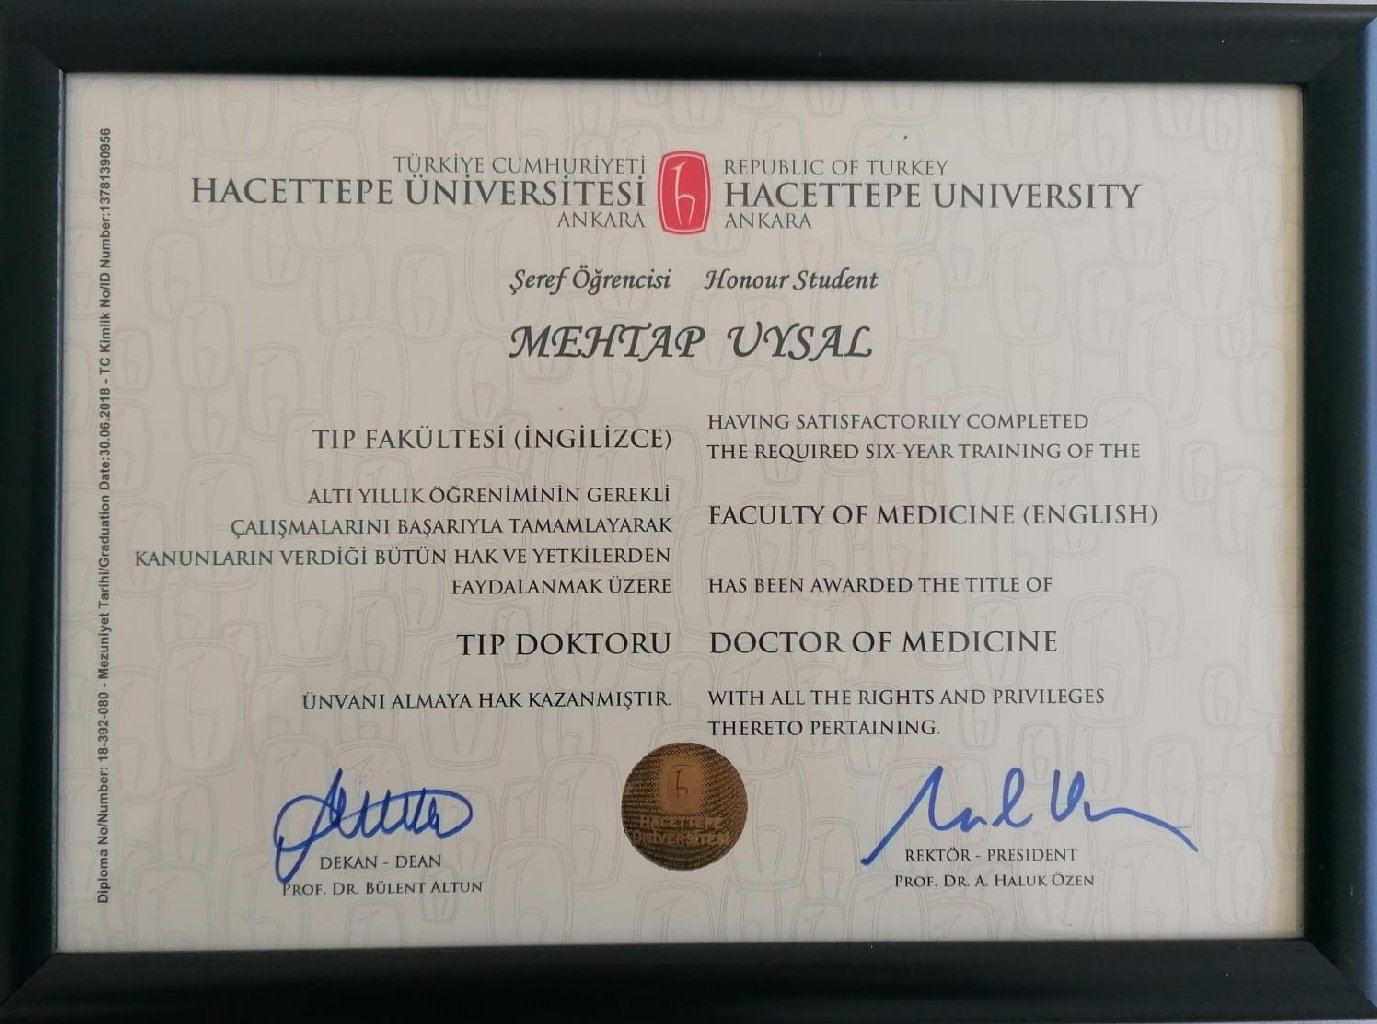 TÜRKİYE CUMHURİYETİ
HACETTEPE ÜNİVERSİTESİ
ANKARA
REPUBLIC OF TURKEY
HACETTEPE UNIVERSITY
ANKARA
Şeref Öğrencisi Honour Student
MEHTAP UYSAL
TIP FAKÜLTESİ (İNGİLİZCE)
ALTI YILLIK ÖĞRENİMİNİN GEREKLİ
ÇALIŞMALARINI BAŞARIYLA TAMAMLAYARAK
KANUNLARIN VERDİĞİ BÜTÜN HAK VE YETKİLERDEN
FAYDALANMAK ÜZERE
TIP DOKTORU
ÜNVANI ALMAYA HAK KAZANMIŞTIR.
HAVING SATISFACTORILY COMPLETED
THE REQUIRED SIX-YEAR TRAINING OF THE
FACULTY OF MEDICINE (ENGLISH)
HAS BEEN AWARDED THE TITLE OF
DOCTOR OF MEDICINE
WITH ALL THE RIGHTS AND PRIVILEGES
THERETO PERTAINING.
HACETTEPE
ÜNİVERSİTESİ
DEKAN - DEAN
PROF. DR. BÜLENT ALTUN
REKTÖR - PRESIDENT
PROF. DR. A. HALUK ÖZEN
Diploma No/Number: 18-392-080 - Mezuniyet Tarihi/Graduation Date:30.06.2018 - TC Kimlik No/ID Number:13781390956